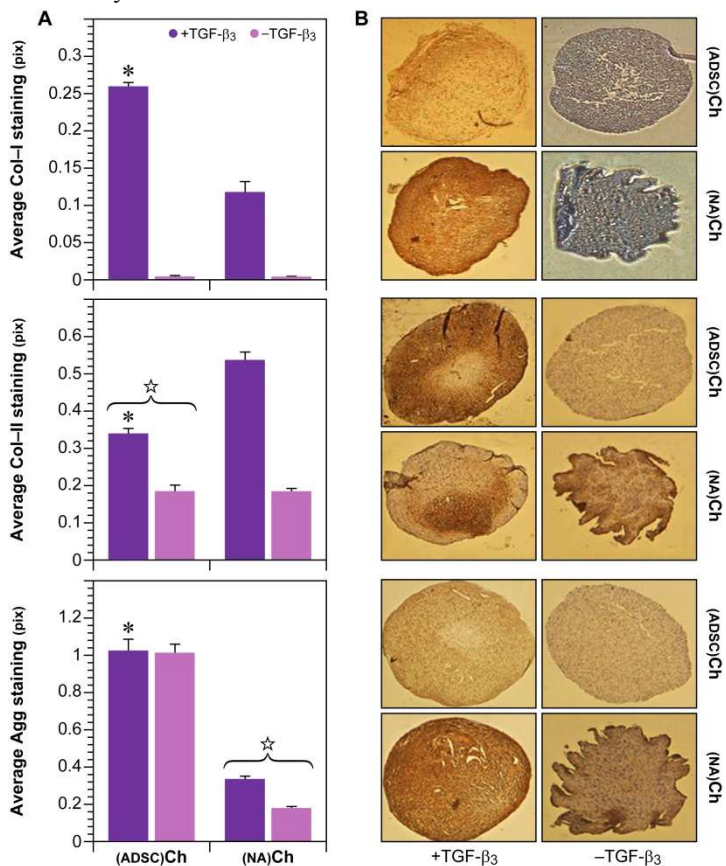 A
B
+TGF-β3 –TGF-β3
Average Col–I staining (pix)
0.3
0.25
0.2
0.15
0.1
0.05
0
*
(ADSC)Ch
(NA)Ch
Average Col–II staining (pix)
0.6
0.5
0.4
0.3
0.2
0.1
0
☆
*
(ADSC)Ch
(NA)Ch
Average Agg staining (pix)
1.2
1
0.8
0.6
0.4
0.2
0
*
☆
(ADSC)Ch
(NA)Ch
(ADSC)Ch (NA)Ch
+TGF-β3 –TGF-β3